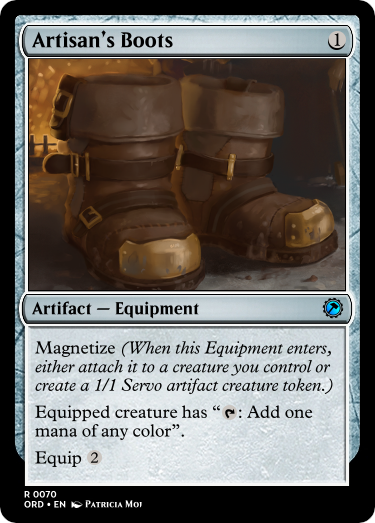 Artisan's Boots 1
Artifact — Equipment
Magnetize (When this Equipment enters,
either attach it to a creature you control or
create a 1/1 Servo artifact creature token.)
Equipped creature has “: Add one
mana of any color”.
Equip 2
R 0070
ORD • EN Patricia Moi